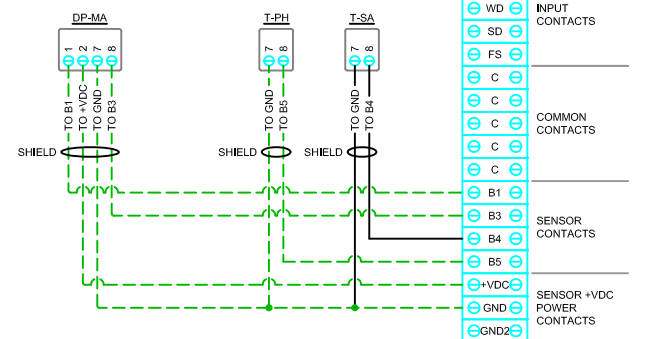 DP-MA
1 2 7 8
TO B1
TO +VDC
TO GND
TO B3
SHIELD
T-PH
7 8
TO GND
TO B5
SHIELD
T-SA
7 8
TO GND
TO B4
SHIELD
WD
SD
FS
INPUT
CONTACTS
C
C
C
C
C
COMMON
CONTACTS
B1
B3
B4
B5
SENSOR
CONTACTS
+VDC
GND
GND2
SENSOR +VDC
POWER
CONTACTS